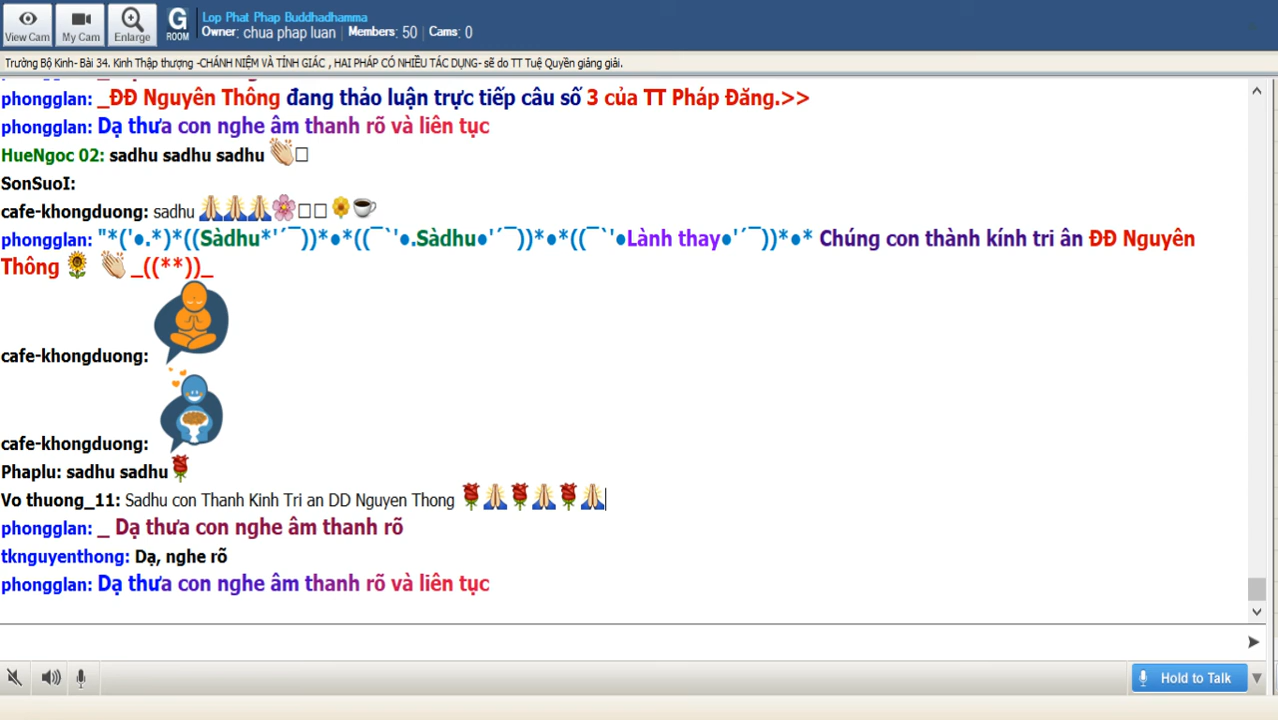 View Cam
My Cam
Enlarge
G
ROOM
Lop Phat Phap Buddhadhamma
Owner: chua phap luan Members: 50 Cams: 0
Trường Bộ Kinh- Bài 34. Kinh Thập thượng -CHÁNH NIỆM VÀ TỈNH GIÁC , HAI PHÁP CÓ NHIỀU TÁC DỤNG- sẽ do TT Tuệ Quyền giảng giải.
phongglan: _ĐĐ Nguyên Thông đang thảo luận trực tiếp câu số 3 của TT Pháp Đăng.>>
phongglan: Dạ thưa con nghe âm thanh rõ và liên tục
HueNgoc 02: sadhu sadhu sadhu 👏🏻
SonSuoI:
cafe-khongduong: sadhu 🙏🙏🙏🌸 🌼☕
phongglan: "*('●.*)*((Sàdhu*'´¯))*●*((¯`'●.Sàdhu●'´¯))*●*((¯`'●Lành thay●'´¯))*●* Chúng con thành kính tri ân ĐĐ Nguyên
Thông 🌻 👏 _((**))_
cafe-khongduong:
cafe-khongduong:
Phaplu: sadhu sadhu🌹
Vo thuong_11: Sadhu con Thanh Kinh Tri an DD Nguyen Thong 🌹🙏🌹🙏🌹🙏
phongglan: _ Dạ thưa con nghe âm thanh rõ
tknguyenthong: Dạ, nghe rõ
phongglan: Dạ thưa con nghe âm thanh rõ và liên tục
Hold to Talk